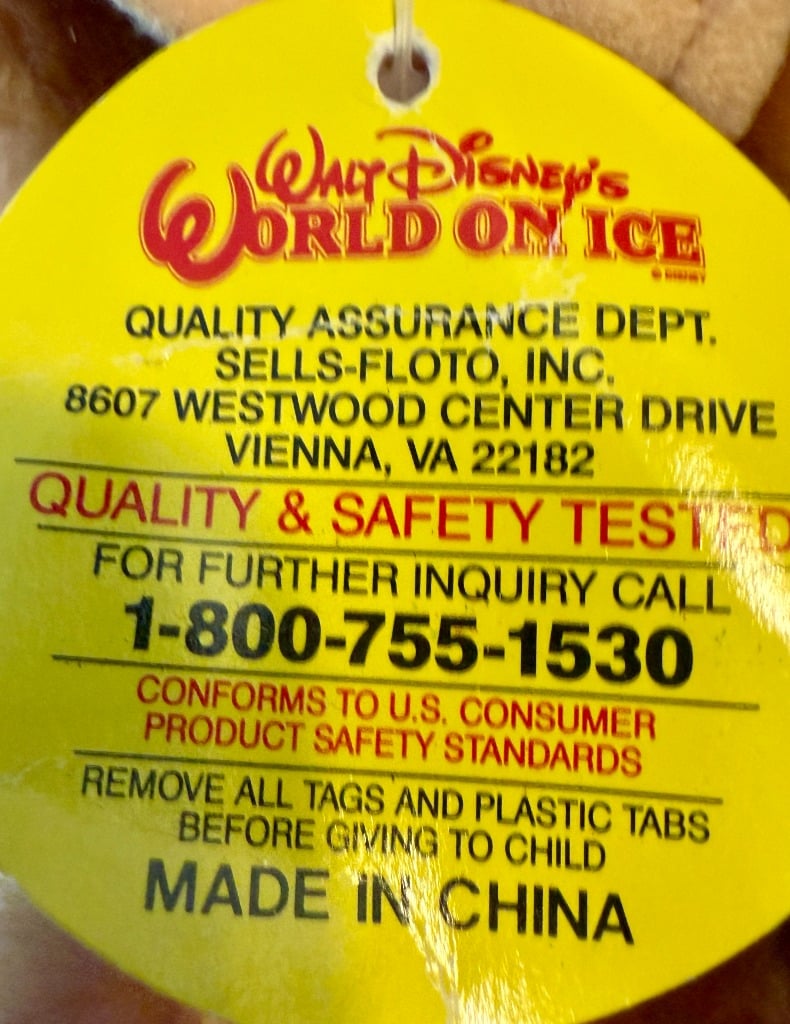 WALT DISNEY'S
WORLD ON ICE
© DISNEY
QUALITY ASSURANCE DEPT.
SELLS-FLOTO, INC.
8607 WESTWOOD CENTER DRIVE
VIENNA, VA 22182
QUALITY & SAFETY TESTED
FOR FURTHER INQUIRY CALL
1-800-755-1530
CONFORMS TO U.S. CONSUMER
PRODUCT SAFETY STANDARDS
REMOVE ALL TAGS AND PLASTIC TABS
BEFORE GIVING TO CHILD
MADE IN CHINA